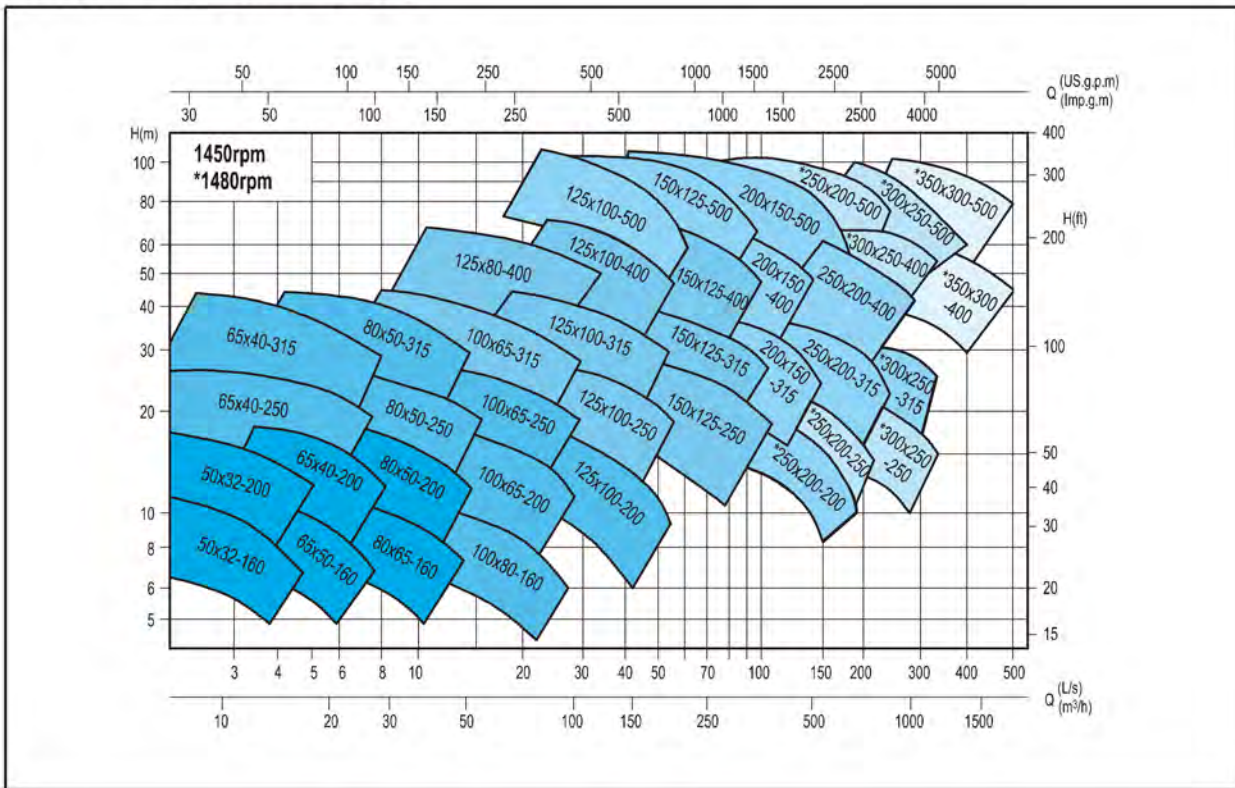 50 100 150 250 500 1000 1500 2500 5000
Q (US.g.p.m)
(Imp.g.m)
30 50 100 150 300 500 1000 1500 2500 4000
H(m)
1450rpm
*1480rpm
100
80
60
50
40
30
20
10
8
6
5
400
300
H(ft)
200
100
50
40
30
20
15
125x100-500
150x125-500
200x150-500
*250x200-500
*300x250-500
*350x300-500
125x80-400
125x100-400
150x125-400
200x150
-400
250x200-400
*300x250-400
*350x300
-400
65x40-315
80x50-315
100x65-315
125x100-315
150x125-315
200x150
-315
250x200-315
*300x250
-315
65x40-250
80x50-250
100x65-250
125x100-250
150x125-250
*250x200-250
*300x250
-250
50x32-200
65x40-200
80x50-200
100x65-200
125x100-200
*250x200-200
50x32-160
65x50-160
80x65-160
100x80-160
3 4 5 6 8 10 20 30 40 50 70 100 150 200 300 400 500
Q (L/s)
(m³/h)
10 20 30 50 100 150 250 500 1000 1500